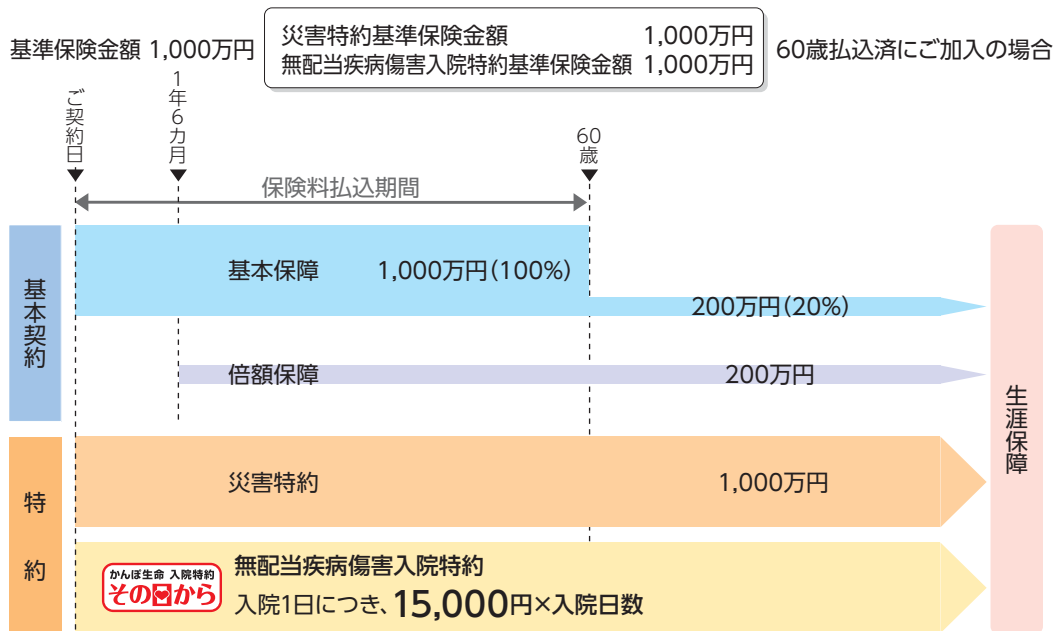 基準保険金額 1,000万円
災害特約基準保険金額 1,000万円
無配当疾病傷害入院特約基準保険金額 1,000万円
60歳払込済にご加入の場合
ご契約日
1年6カ月
60歳
保険料払込期間
基本契約
基本保障 1,000万円(100%)
200万円(20%)
倍額保障 200万円
生涯保障
特約
災害特約 1,000万円
かんぽ生命 入院特約
その日から
無配当疾病傷害入院特約
入院1日につき、15,000円×入院日数